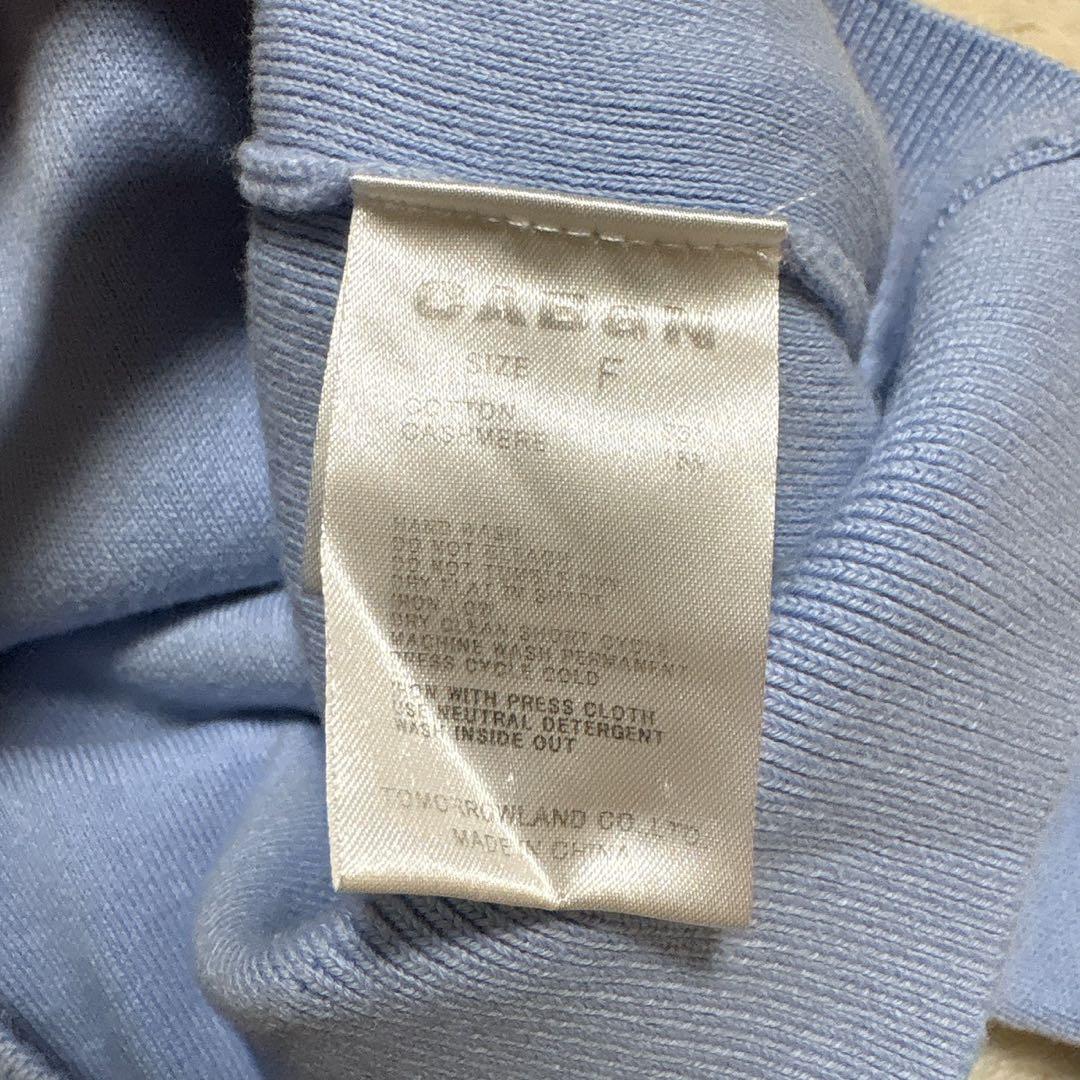 CABaN
SIZE F
COTTON
CASHMERE
HAND WASH
DO NOT BLEACH
DO NOT TUMBLE DRY
DRY FLAT IN SHADE
IRON LOW
DRY CLEAN SHORT CYCLE
MACHINE WASH PERMANENT
PRESS CYCLE COLD
IRON WITH PRESS CLOTH
USE NEUTRAL DETERGENT
WASH INSIDE OUT
TOMORROWLAND CO.,LTD
MADE IN CHINA